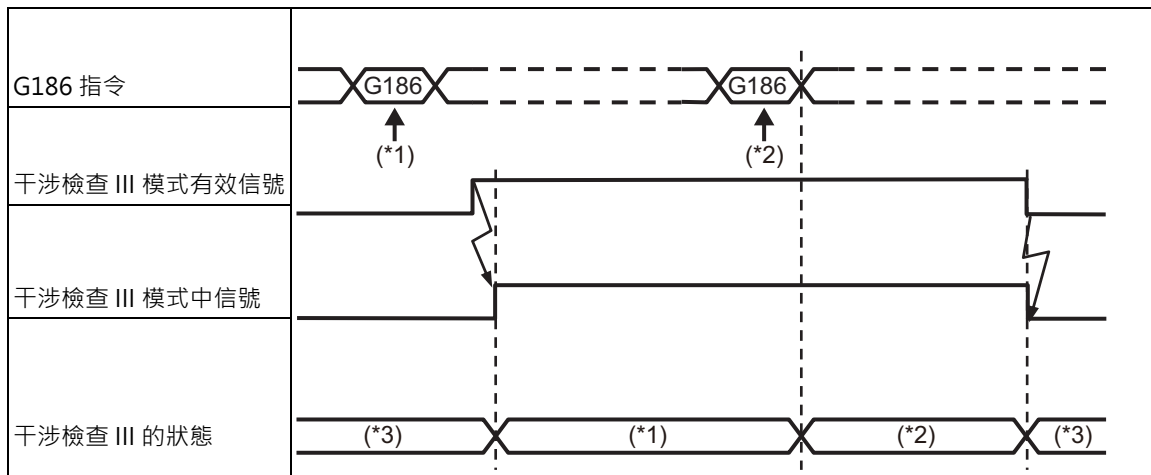 G186 指令
G186
G186
(*1)
(*2)
干涉檢查 III 模式有效信號
干涉檢查 III 模式中信號
干涉檢查 III 的狀態
(*3)
(*1)
(*2)
(*3)